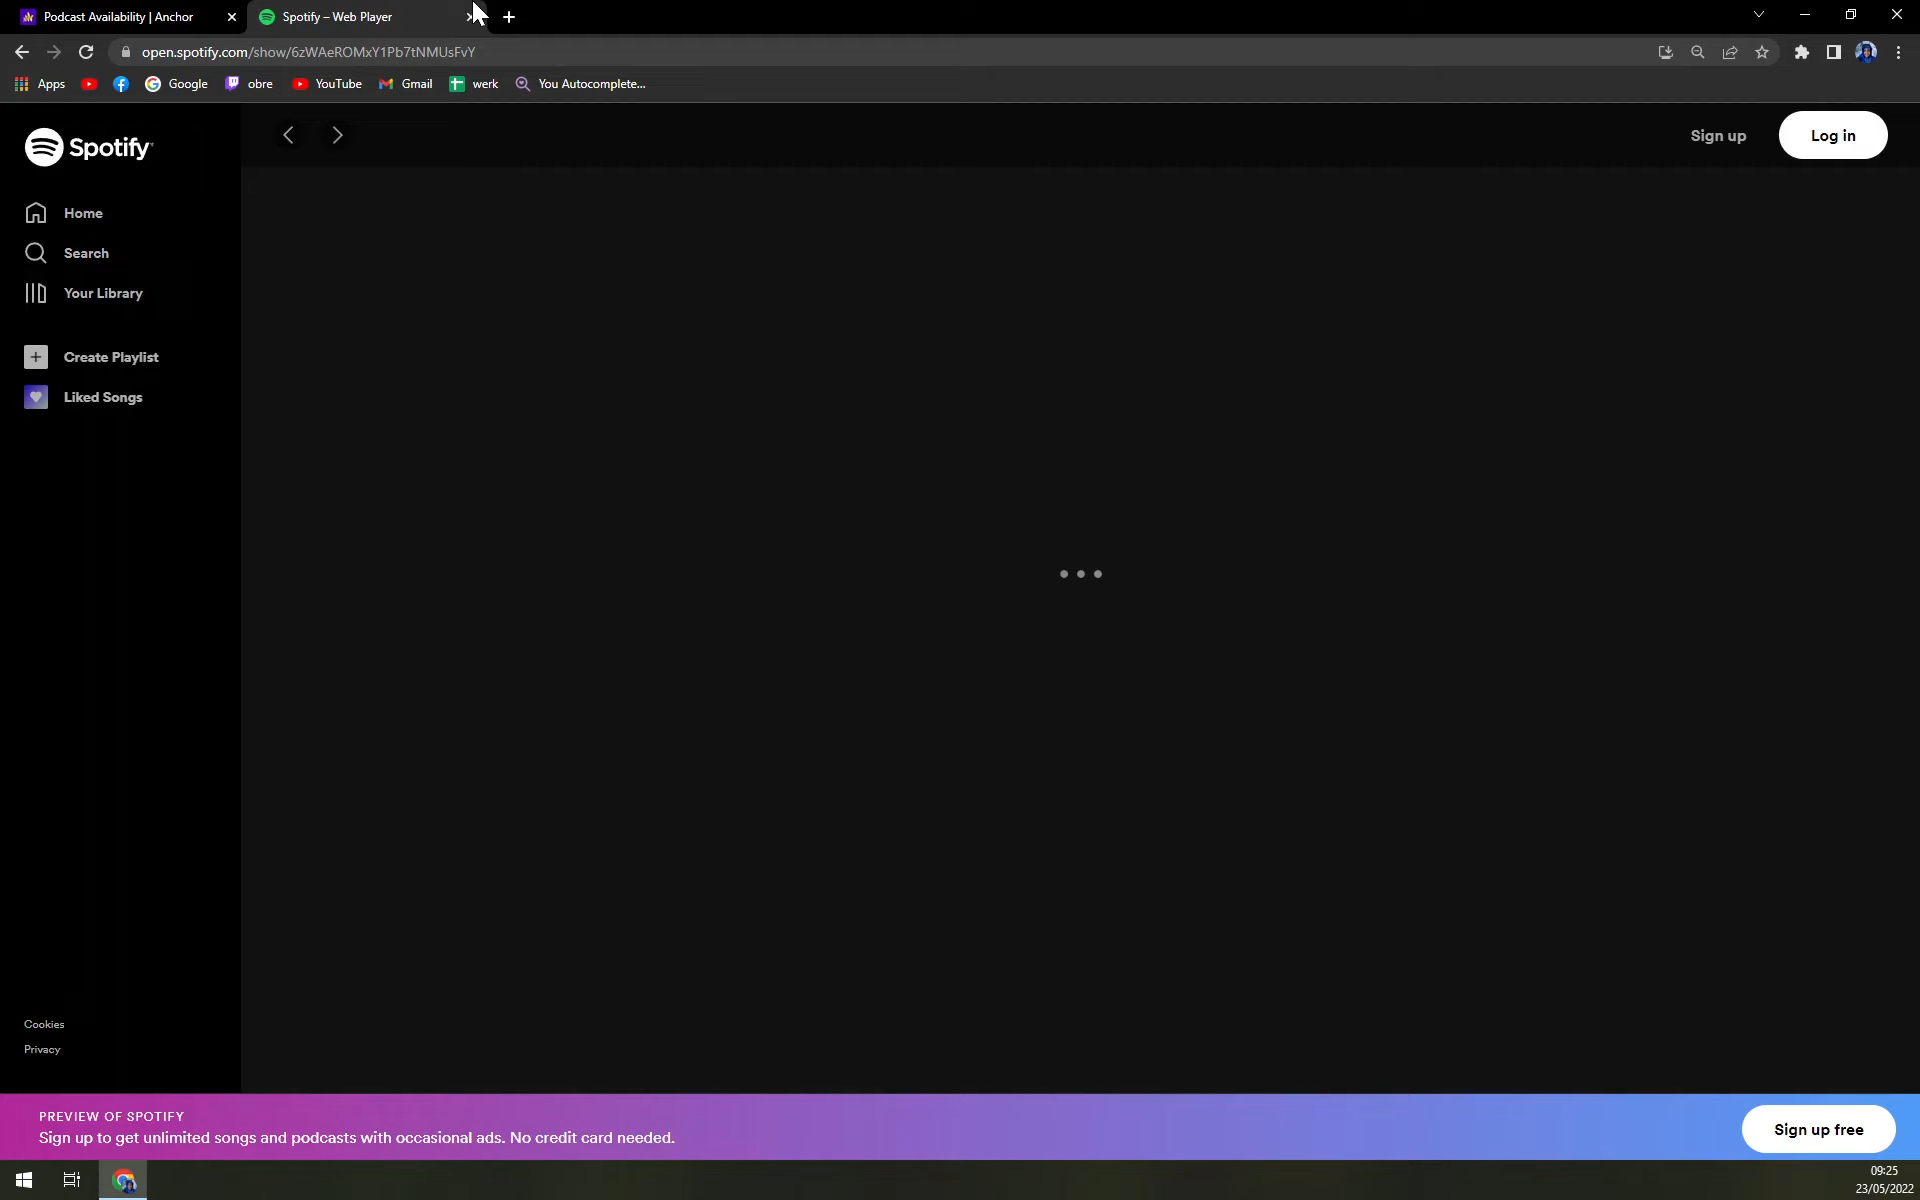 Podcast Availability | Anchor
Spotify – Web Player
open.spotify.com/show/6zWAeROMxY1Pb7tNMUsFvY
Apps
Google
obre
YouTube
Gmail
werk
You Autocomplete...
Spotify
Sign up
Log in
Home
Search
Your Library
Create Playlist
Liked Songs
Cookies
Privacy
PREVIEW OF SPOTIFY
Sign up to get unlimited songs and podcasts with occasional ads. No credit card needed.
Sign up free
09:25
23/05/2022